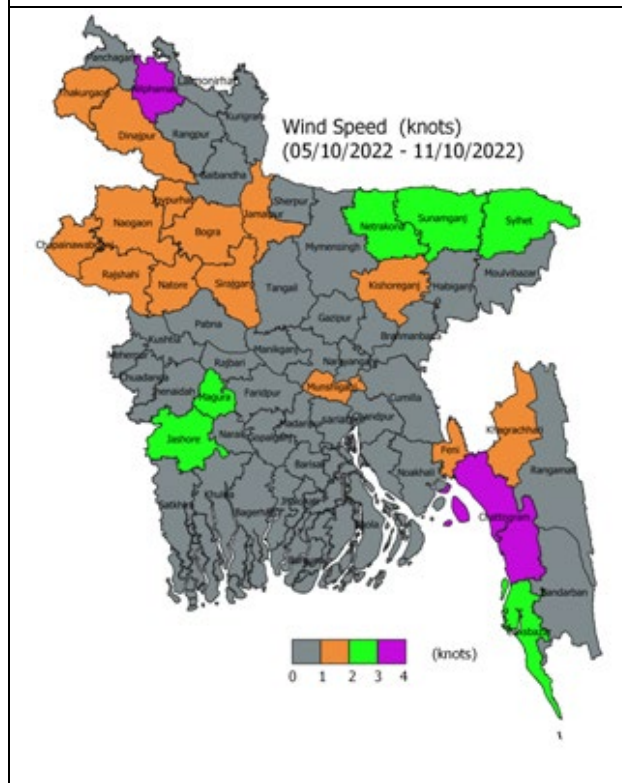 Panchagarh
Nilphamari
Lalmonirhat
Thakurgaon
Kurigram
Dinajpur
Rangpur
Wind Speed (knots)
(05/10/2022 - 11/10/2022)
Gaibandha
Joypurhat
Sherpur
Jamalpur
Naogaon
Bogra
Netrakona
Sunamganj
Sylhet
Mymensingh
Chapainawabganj
Rajshahi
Natore
Sirajganj
Tangail
Kishoreganj
Habiganj
Moulvibazar
Pabna
Gazipur
Brahmanbaria
Kushtia
Meherpur
Manikganj
Rajbari
Chuadanga
Jhenaidah
Magura
Faridpur
Munshiganj
Cumilla
Chandpur
Khagrachhari
Jashore
Narail
Gopalganj
Madaripur
Feni
Noakhali
Rangamati
Barisal
Satkhira
Khulna
Bagerhat
Bhola
Chattogram
Bandarban
Coxsbazar
(knots)
0 1 2 3 4